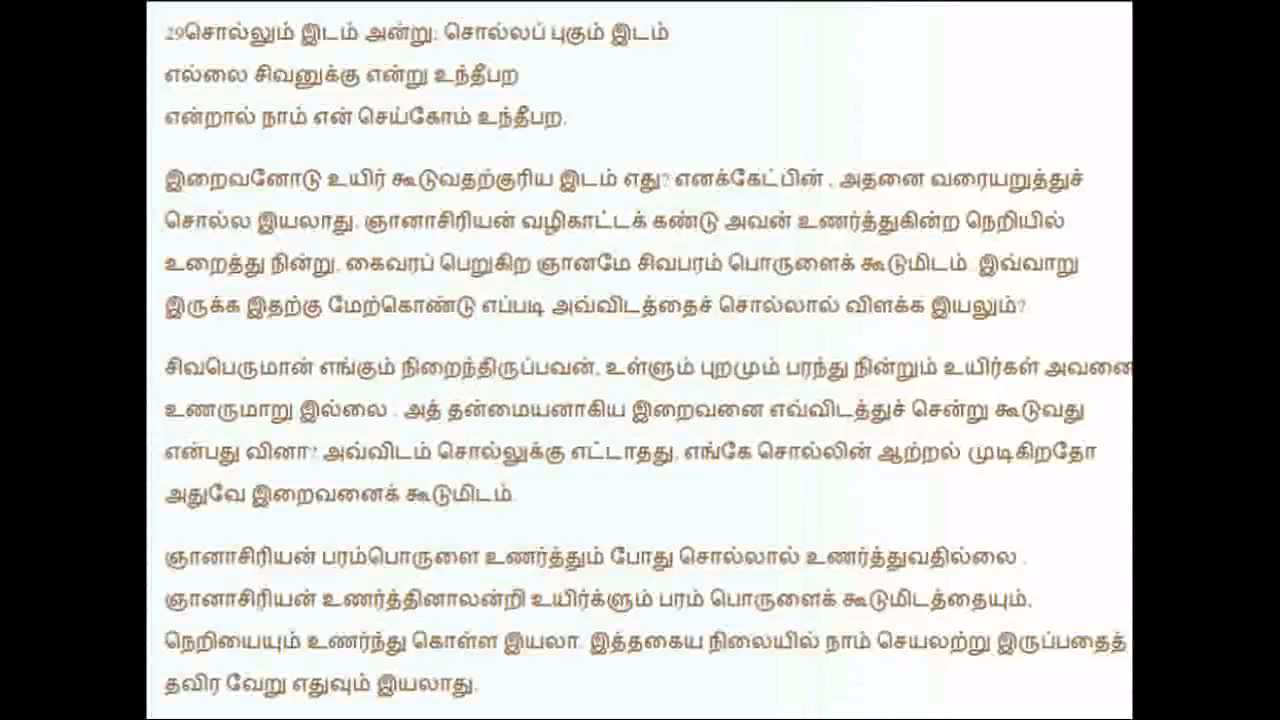 29சொல்லும் இடம் அன்று. சொல்லப் புகும் இடம்
எல்லை சிவனுக்கு என்று உந்தீபற
என்றால் நாம் என் செய்கோம் உந்தீபற.
இறைவனோடு உயிர் கூடுவதற்குரிய இடம் எது? எனக்கேட்பின் , அதனை வரையறுத்துச்
சொல்ல இயலாது. ஞானாசிரியன் வழிகாட்டக் கண்டு அவன் உணர்த்துகின்ற நெறியில்
உறைத்து நின்று, கைவரப் பெறுகிற ஞானமே சிவபரம் பொருளைக் கூடுமிடம். இவ்வாறு
இருக்க இதற்கு மேற்கொண்டு எப்படி அவ்விடத்தைச் சொல்லால் விளக்க இயலும்?
சிவபெருமான் எங்கும் நிறைந்திருப்பவன். உள்ளும் புறமும் பரந்து நின்றும் உயிர்கள் அவனை
உணருமாறு இல்லை . அத் தன்மையனாகிய இறைவனை எவ்விடத்துச் சென்று கூடுவது
என்பது வினா? அவ்விடம் சொல்லுக்கு எட்டாதது. எங்கே சொல்லின் ஆற்றல் முடிகிறதோ
அதுவே இறைவனைக் கூடுமிடம்.
ஞானாசிரியன் பரம்பொருளை உணர்த்தும் போது சொல்லால் உணர்த்துவதில்லை .
ஞானாசிரியன் உணர்த்தினாலன்றி உயிர்க்ளும் பரம் பொருளைக் கூடுமிடத்தையும்,
நெறியையும் உணர்ந்து கொள்ள இயலா. இத்தகைய நிலையில் நாம் செயலற்று இருப்பதைத்
தவிர வேறு எதுவும் இயலாது.